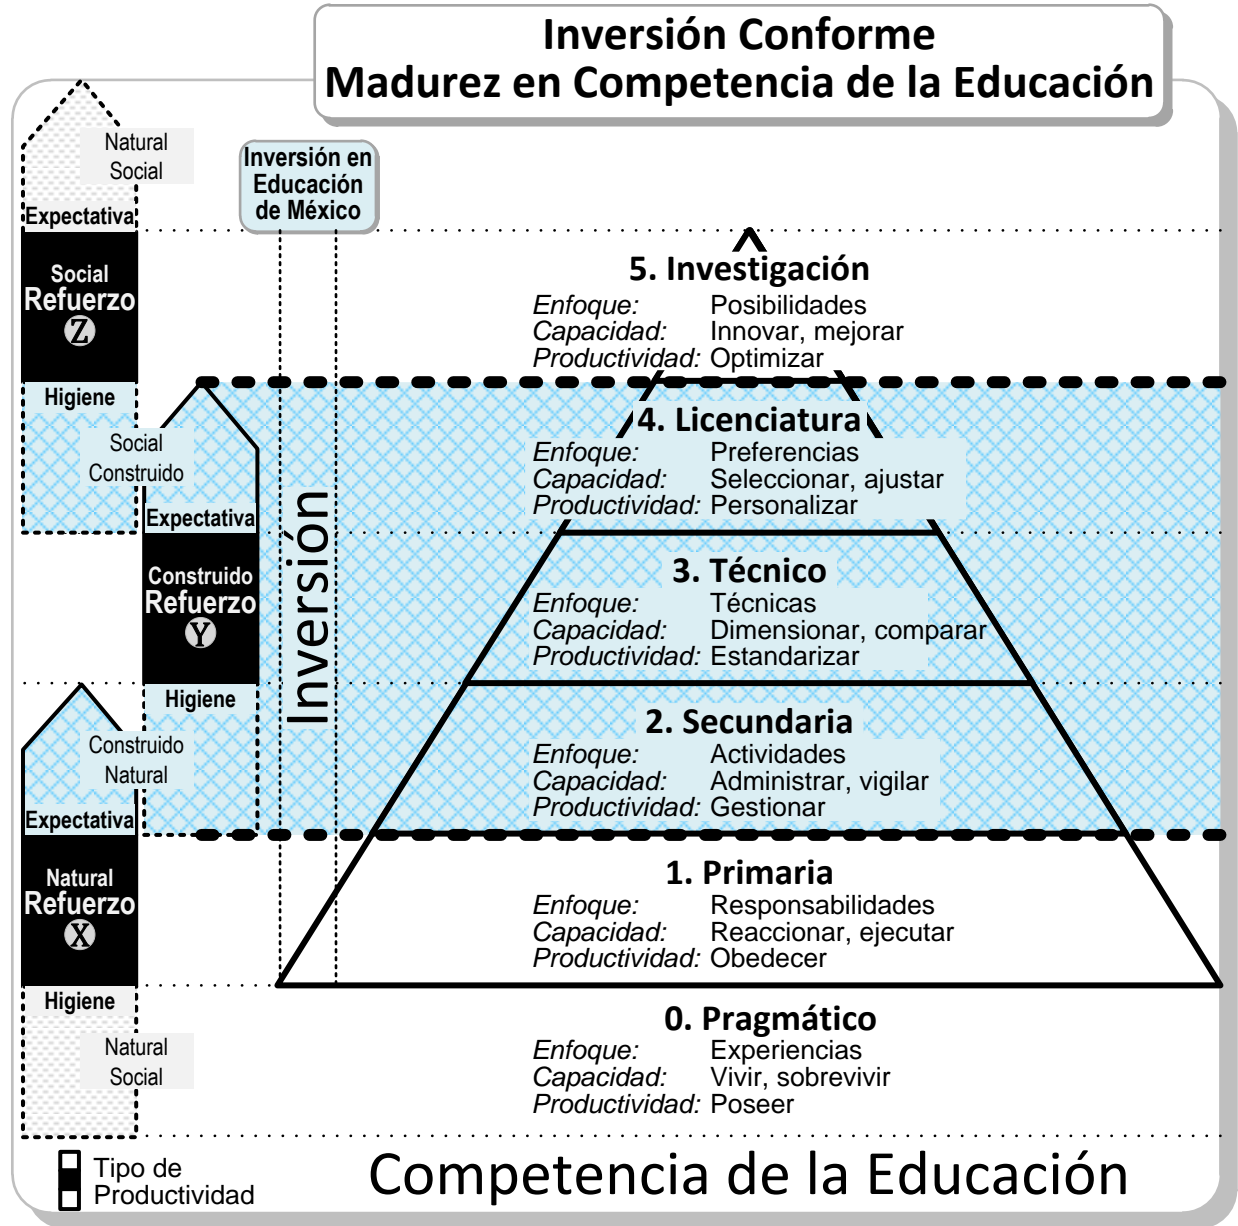 Inversión Conforme
Madurez en Competencia de la Educación
Natural
Social
Expectativa
Social
Refuerzo
Z
Higiene
Social
Construido
Inversión en
Educación
de México
Expectativa
Construido
Refuerzo
Y
Higiene
Construido
Natural
Expectativa
Natural
Refuerzo
X
Higiene
Natural
Social
Inversión
5. Investigación
Enfoque: Posibilidades
Capacidad: Innovar, mejorar
Productividad: Optimizar
4. Licenciatura
Enfoque: Preferencias
Capacidad: Seleccionar, ajustar
Productividad: Personalizar
3. Técnico
Enfoque: Técnicas
Capacidad: Dimensionar, comparar
Productividad: Estandarizar
2. Secundaria
Enfoque: Actividades
Capacidad: Administrar, vigilar
Productividad: Gestionar
1. Primaria
Enfoque: Responsabilidades
Capacidad: Reaccionar, ejecutar
Productividad: Obedecer
0. Pragmático
Enfoque: Experiencias
Capacidad: Vivir, sobrevivir
Productividad: Poseer
Tipo de
Productividad
Competencia de la Educación